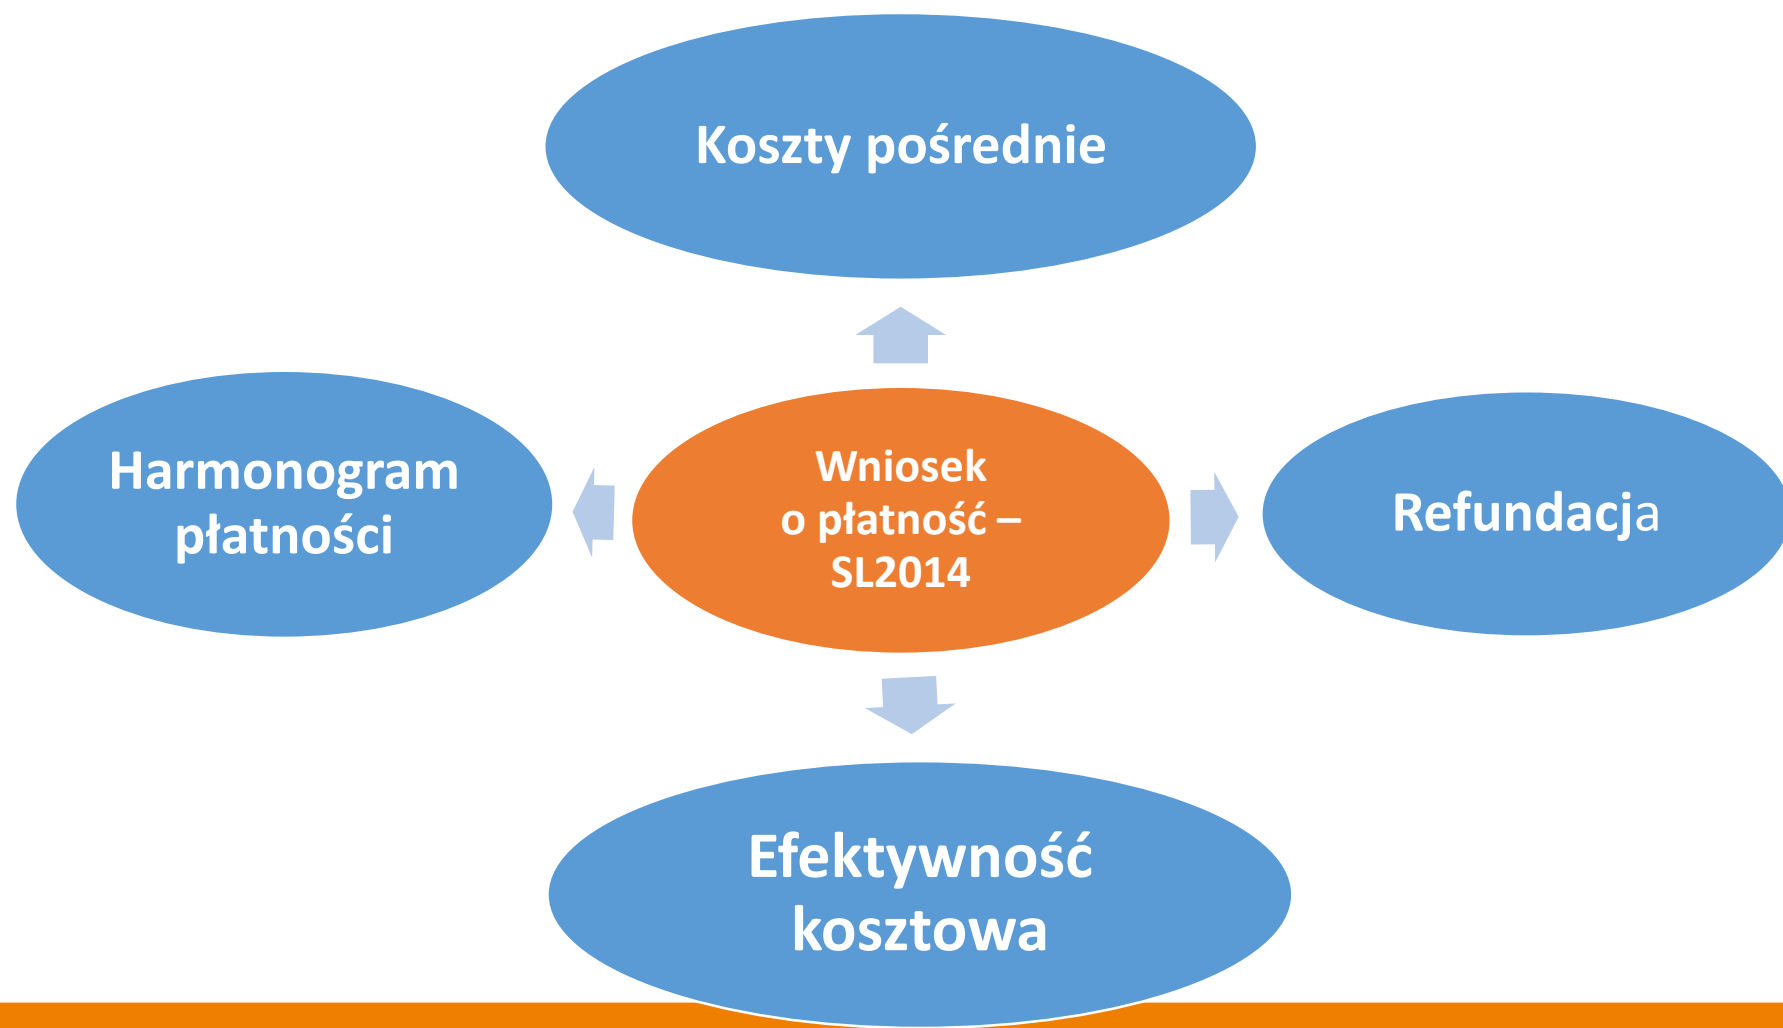 Koszty pośrednie
Harmonogram
płatności
Wniosek
o płatność –
SL2014
Refundacja
Efektywność
kosztowa